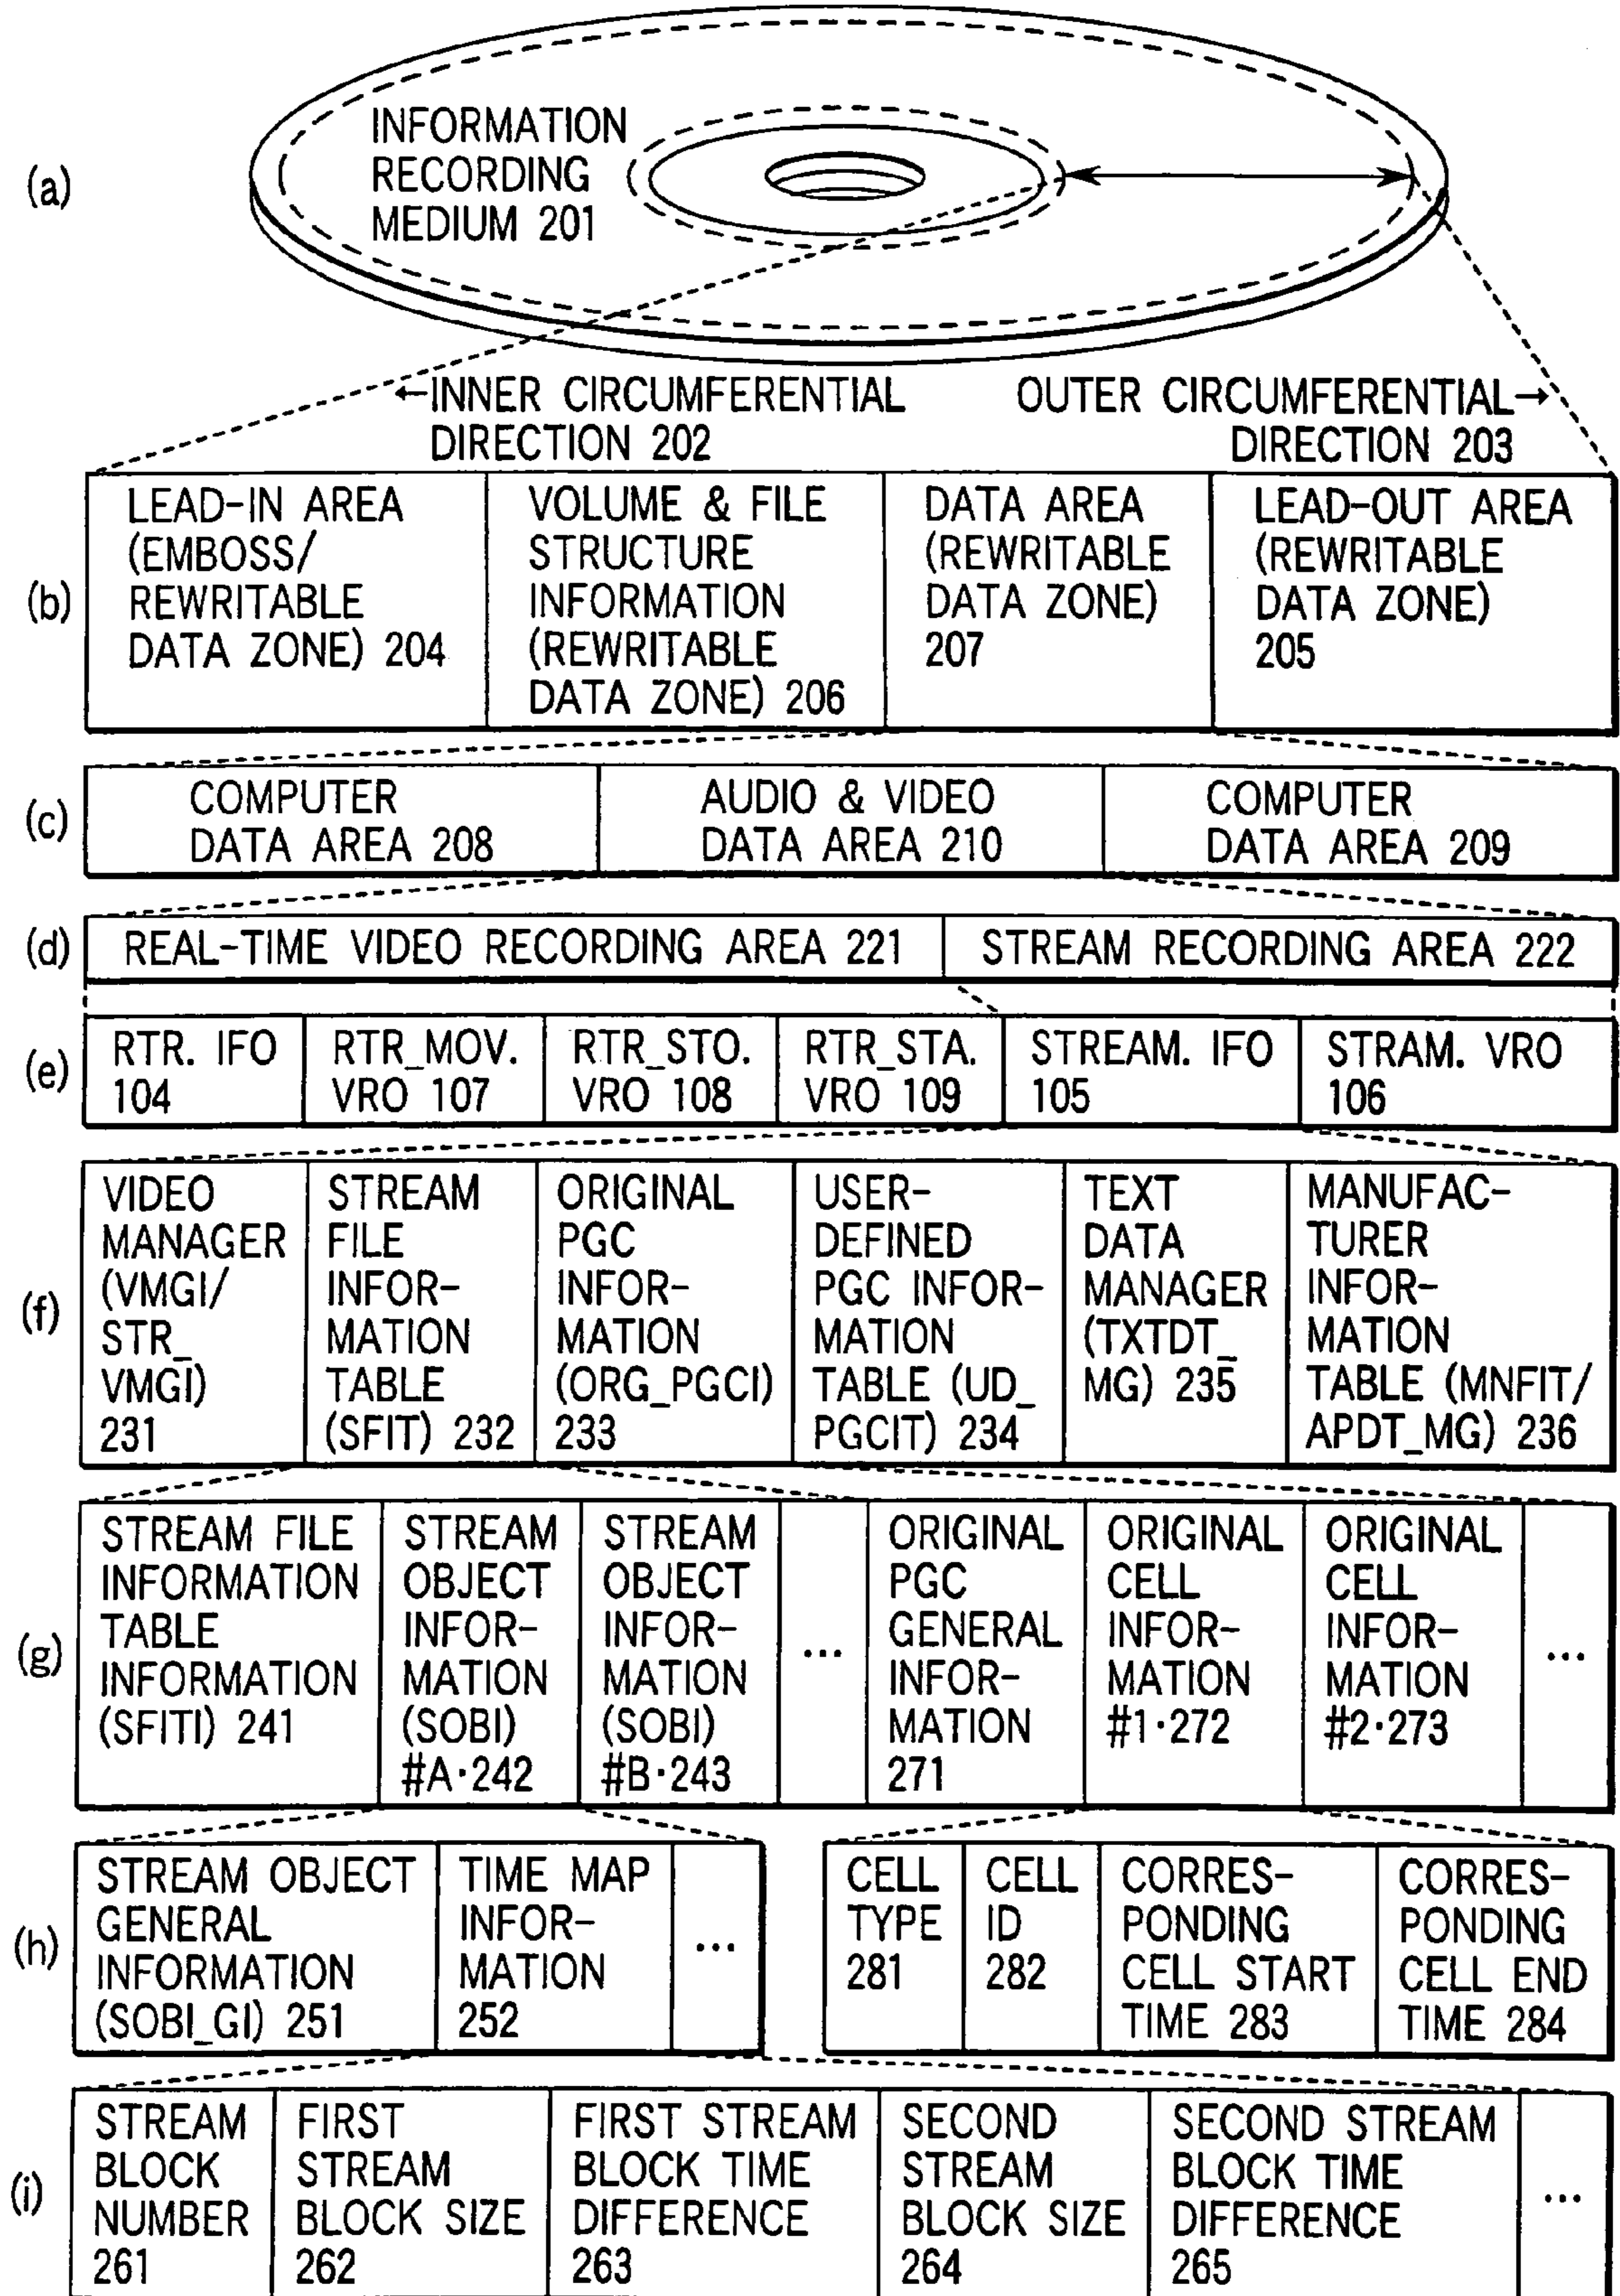 (a)
INFORMATION
RECORDING
MEDIUM 201
←INNER CIRCUMFERENTIAL
DIRECTION 202
OUTER CIRCUMFERENTIAL→
DIRECTION 203
(b)
LEAD-IN AREA
(EMBOSS/
REWRITABLE
DATA ZONE) 204
VOLUME & FILE
STRUCTURE
INFORMATION
(REWRITABLE
DATA ZONE) 206
DATA AREA
(REWRITABLE
DATA ZONE)
207
LEAD-OUT AREA
(REWRITABLE
DATA ZONE)
205
(c)
COMPUTER
DATA AREA 208
AUDIO & VIDEO
DATA AREA 210
COMPUTER
DATA AREA 209
(d)
REAL-TIME VIDEO RECORDING AREA 221
STREAM RECORDING AREA 222
(e)
RTR. IFO
104
RTR_MOV.
VRO 107
RTR_STO.
VRO 108
RTR_STA.
VRO 109
STREAM. IFO
105
STRAM. VRO
106
(f)
VIDEO
MANAGER
(VMGI/
STR_
VMGI)
231
STREAM
FILE
INFOR-
MATION
TABLE
(SFIT) 232
ORIGINAL
PGC
INFOR-
MATION
(ORG_PGCI)
233
USER-
DEFINED
PGC INFOR-
MATION
TABLE (UD_
PGCIT) 234
TEXT
DATA
MANAGER
(TXTDT_
MG) 235
MANUFAC-
TURER
INFOR-
MATION
TABLE (MNFIT/
APDT_MG) 236
(g)
STREAM FILE
INFORMATION
TABLE
INFORMATION
(SFITI) 241
STREAM
OBJECT
INFOR-
MATION
(SOBI)
#A·242
STREAM
OBJECT
INFOR-
MATION
(SOBI)
#B·243
...
ORIGINAL
PGC
GENERAL
INFOR-
MATION
271
ORIGINAL
CELL
INFOR-
MATION
#1·272
ORIGINAL
CELL
INFOR-
MATION
#2·273
...
(h)
STREAM OBJECT
GENERAL
INFORMATION
(SOBI_GI) 251
TIME MAP
INFOR-
MATION
252
...
CELL
TYPE
281
CELL
ID
282
CORRES-
PONDING
CELL START
TIME 283
CORRES-
PONDING
CELL END
TIME 284
(i)
STREAM
BLOCK
NUMBER
261
FIRST
STREAM
BLOCK SIZE
262
FIRST STREAM
BLOCK TIME
DIFFERENCE
263
SECOND
STREAM
BLOCK SIZE
264
SECOND STREAM
BLOCK TIME
DIFFERENCE
265
...